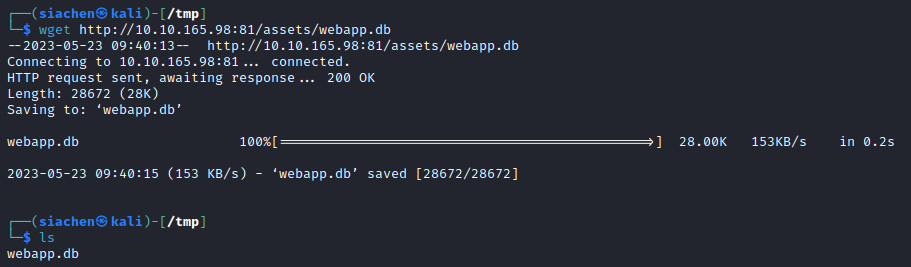 ┌──(siachen㉿kali)-[/tmp]
└─$ wget http://10.10.165.98:81/assets/webapp.db
--2023-05-23 09:40:13-- http://10.10.165.98:81/assets/webapp.db
Connecting to 10.10.165.98:81... connected.
HTTP request sent, awaiting response... 200 OK
Length: 28672 (28K)
Saving to: ‘webapp.db’
webapp.db 100%[===================================================>] 28.00K 153KB/s in 0.2s
2023-05-23 09:40:15 (153 KB/s) - ‘webapp.db’ saved [28672/28672]
┌──(siachen㉿kali)-[/tmp]
└─$ ls
webapp.db